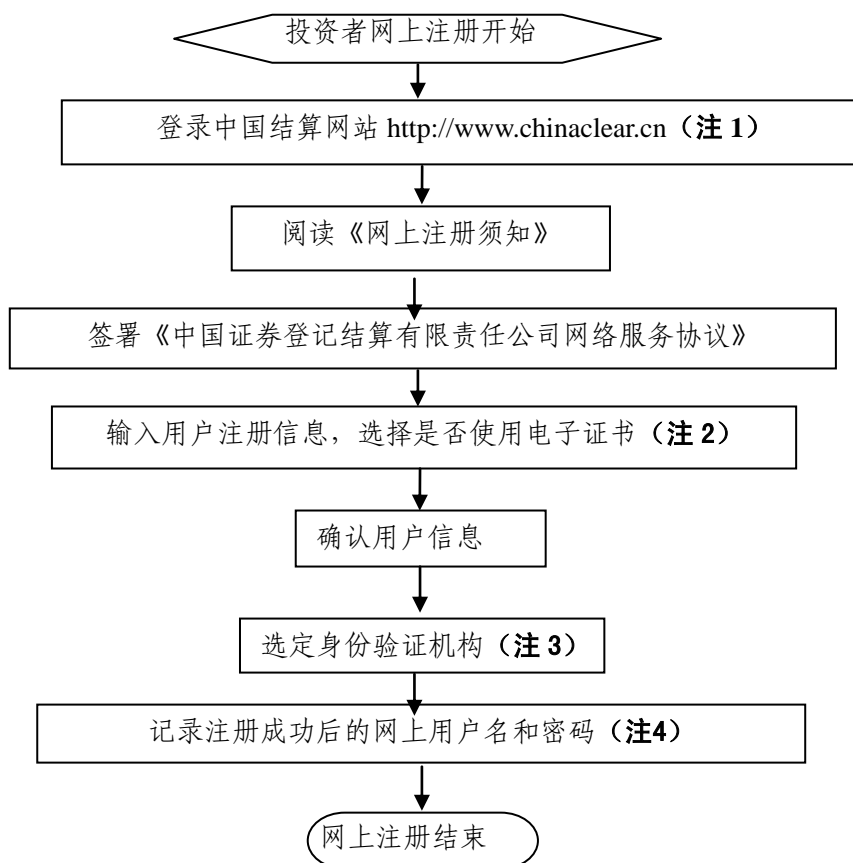 投资者网上注册开始
登录中国结算网站 http://www.chinaclear.cn（注 1）
阅读《网上注册须知》
签署《中国证券登记结算有限责任公司网络服务协议》
输入用户注册信息，选择是否使用电子证书（注 2）
确认用户信息
选定身份验证机构（注 3）
记录注册成功后的网上用户名和密码（注4）
网上注册结束